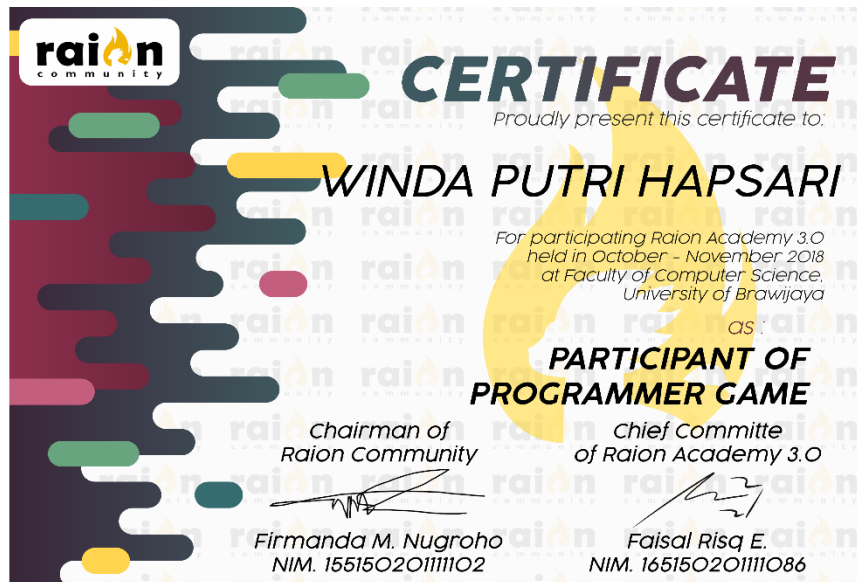 raion
community
CERTIFICATE
Proudly present this certificate to:
WINDA PUTRI HAPSARI
For participating Raion Academy 3.0
held in October - November 2018
at Faculty of Computer Science,
University of Brawijaya
as :
PARTICIPANT OF
PROGRAMMER GAME
Chairman of
Raion Community
Firmanda M. Nugroho
NIM. 155150201111102
Chief Committe
of Raion Academy 3.0
Faisal Risq E.
NIM. 165150201111086